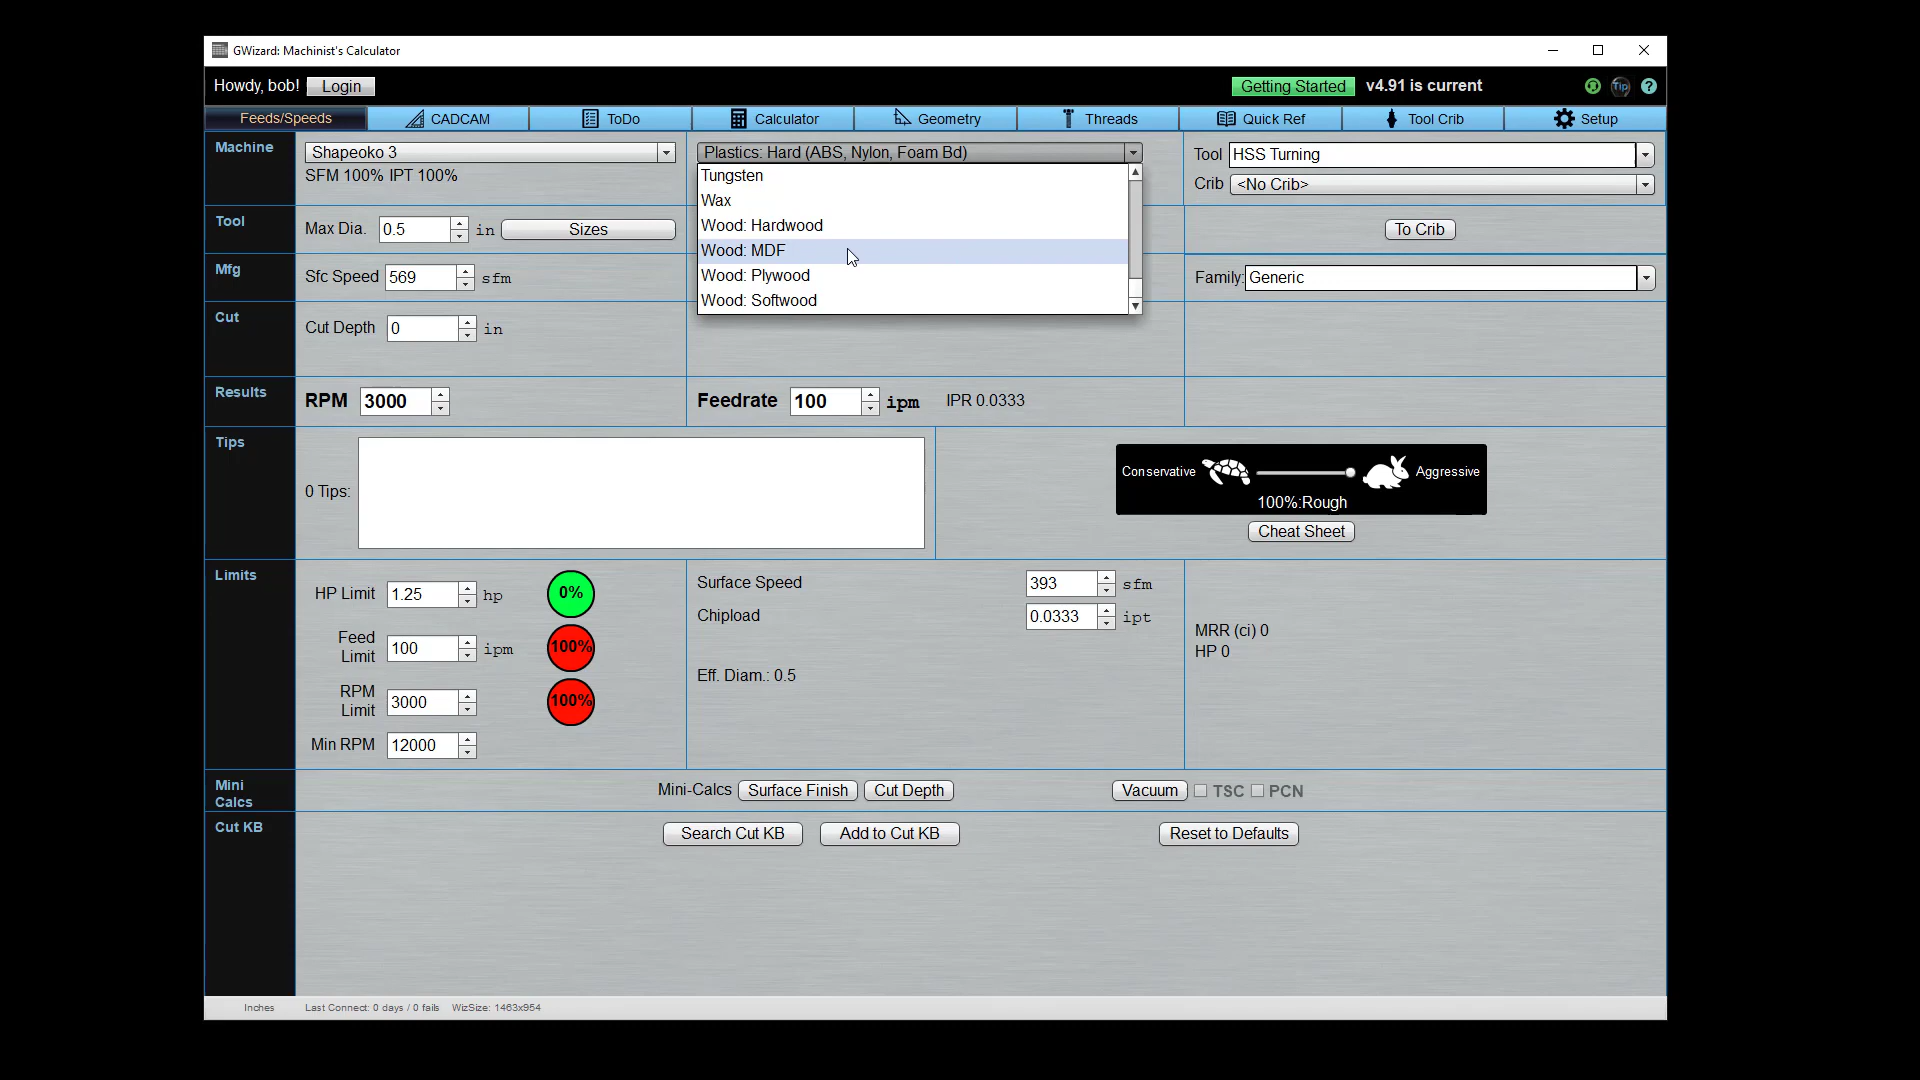 GWizard: Machinist's Calculator
Howdy, bob! Login Getting Started v4.91 is current Tip ?
Feeds/Speeds CADCAM ToDo Calculator Geometry Threads Quick Ref Tool Crib Setup
Machine Shapeoko 3 Plastics: Hard (ABS, Nylon, Foam Bd) Tool HSS Turning
SFM 100% IPT 100% Crib <No Crib>
Tungsten
Wax
Wood: Hardwood
Wood: MDF
Wood: Plywood
Wood: Softwood
Tool Max Dia. 0.5 in Sizes To Crib
Mfg Sfc Speed 569 sfm Family: Generic
Cut Cut Depth 0 in
Results RPM 3000 Feedrate 100 ipm IPR 0.0333
Tips 0 Tips: Conservative Aggressive
100%:Rough
Cheat Sheet
Limits HP Limit 1.25 hp 0% Surface Speed 393 sfm
Chipload 0.0333 ipt
Feed Limit 100 ipm 100% MRR (ci) 0
HP 0
Eff. Diam.: 0.5
RPM Limit 3000 100%
Min RPM 12000
Mini Calcs Mini-Calcs Surface Finish Cut Depth Vacuum TSC PCN
Cut KB Search Cut KB Add to Cut KB Reset to Defaults
Inches Last Connect: 0 days / 0 fails WizSize: 1463x954